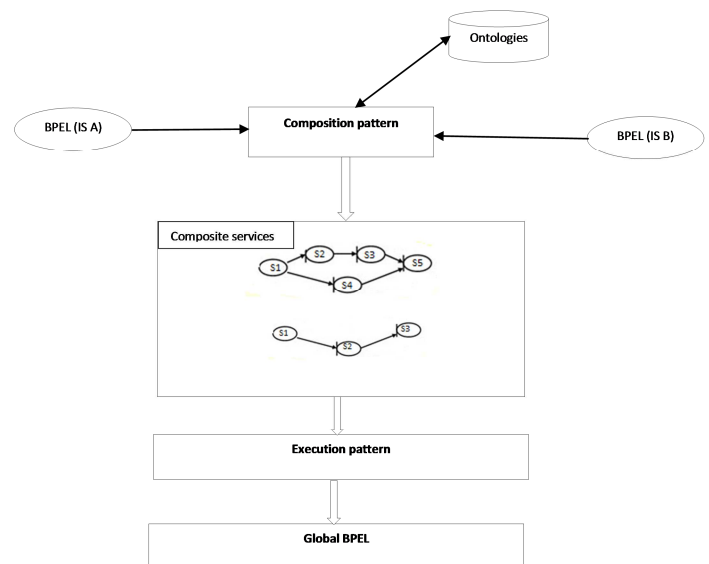 Ontologies
BPEL (IS A)
Composition pattern
BPEL (IS B)
Composite services
S2
S3
S1
S5
S4
S1
S3
S2
Execution pattern
Global BPEL